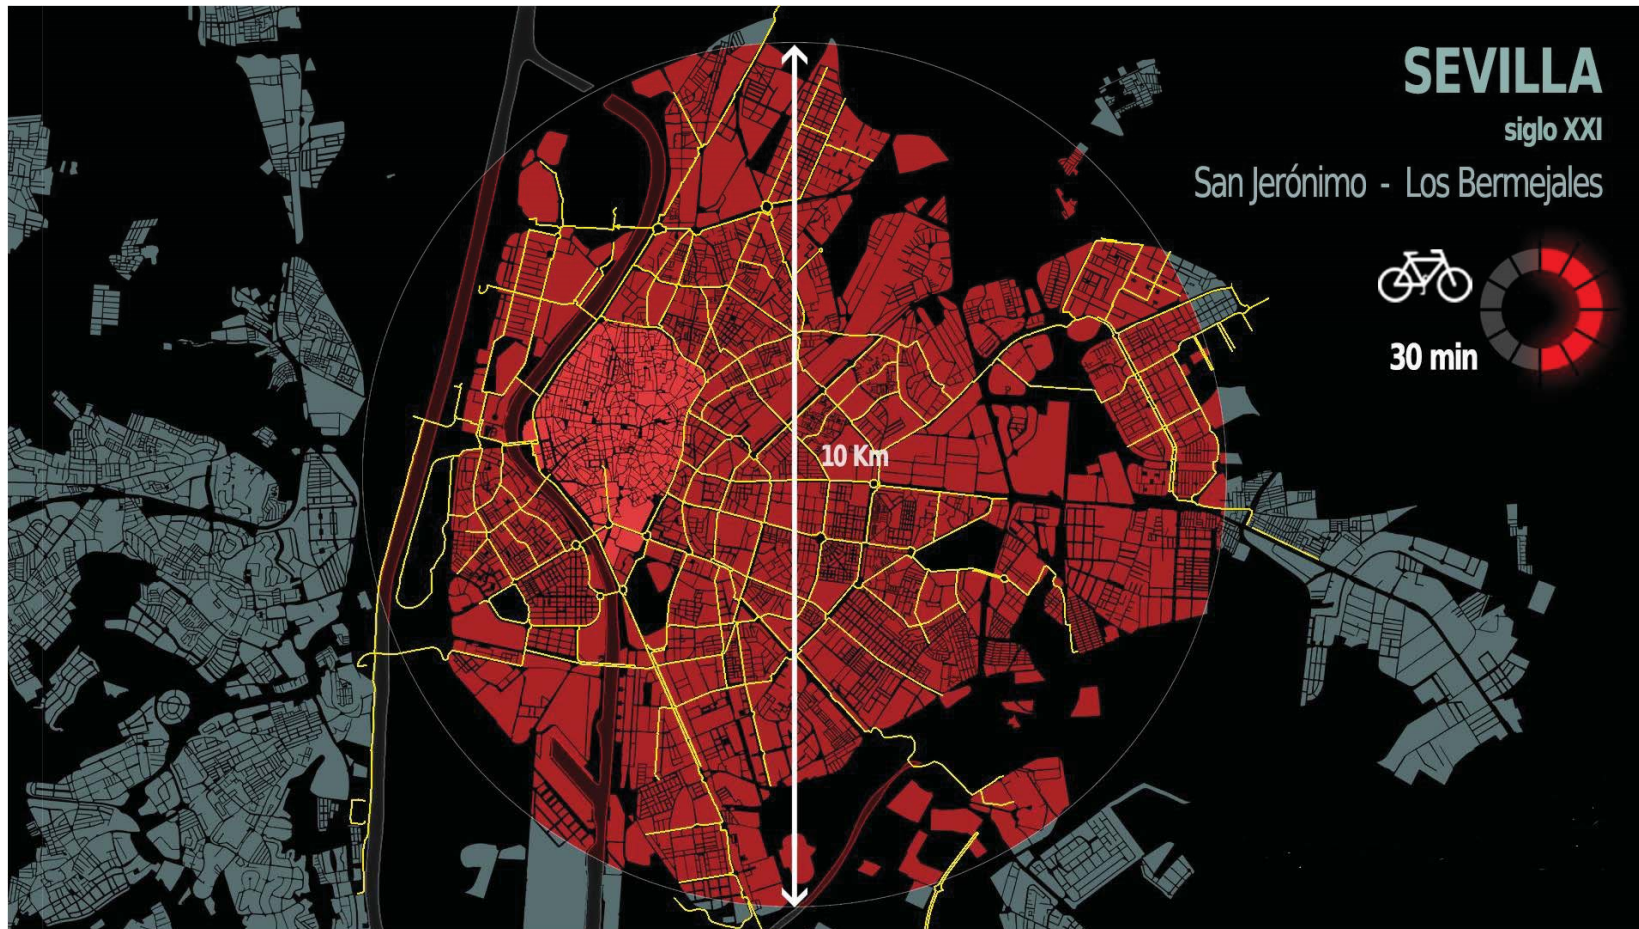 SEVILLA
siglo XXI
San Jerónimo - Los Bermejales
30 min
10 Km